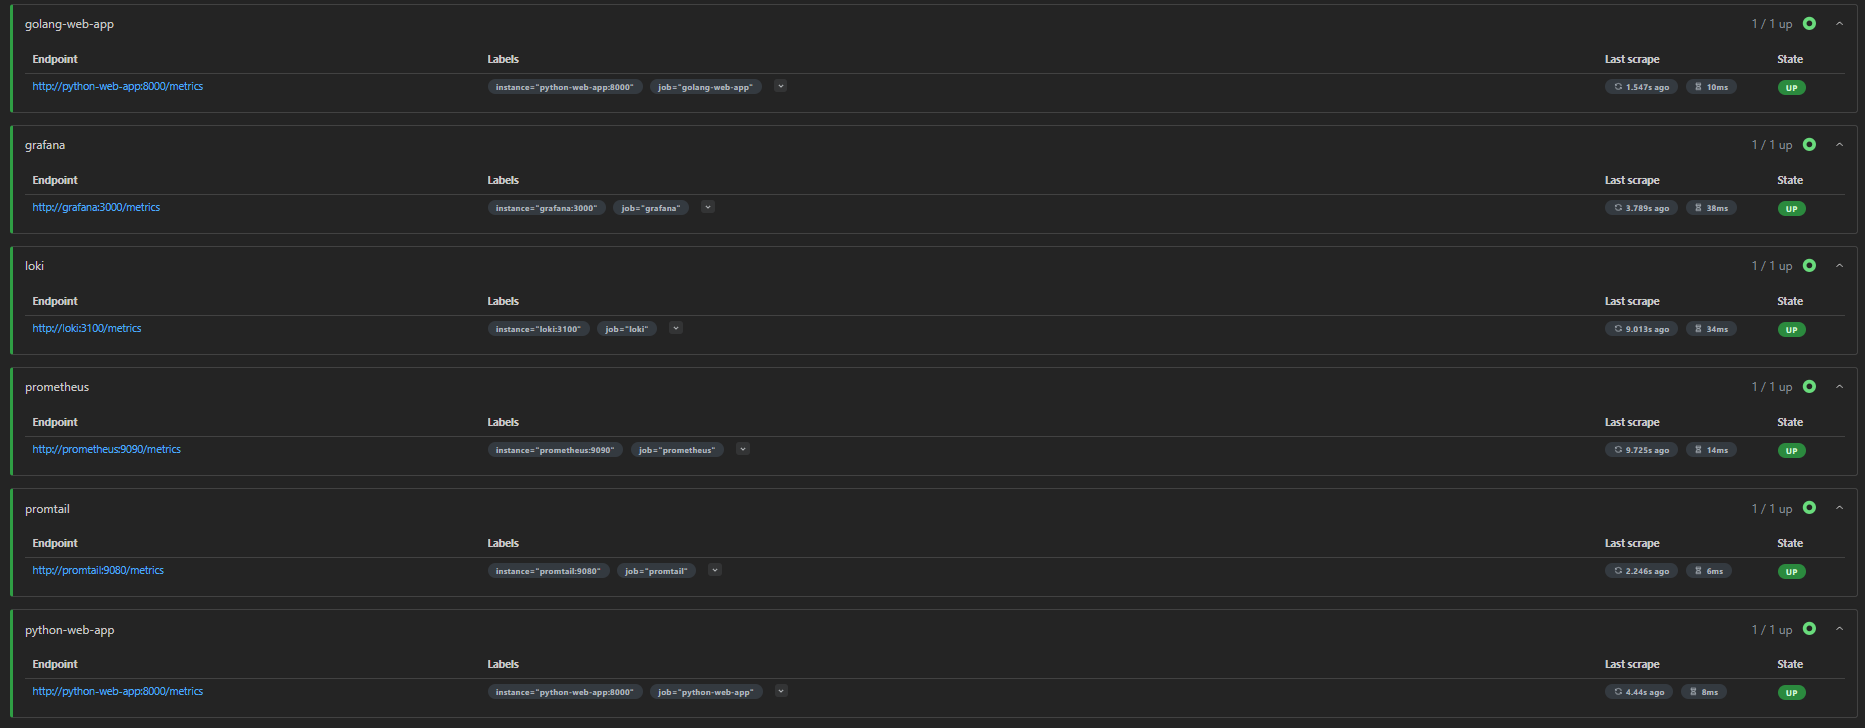 golang-web-app 1 / 1 up
Endpoint Labels Last scrape State
http://python-web-app:8000/metrics instance="python-web-app:8000" job="golang-web-app" 1.547s ago 10ms UP
grafana 1 / 1 up
Endpoint Labels Last scrape State
http://grafana:3000/metrics instance="grafana:3000" job="grafana" 3.789s ago 38ms UP
loki 1 / 1 up
Endpoint Labels Last scrape State
http://loki:3100/metrics instance="loki:3100" job="loki" 9.013s ago 34ms UP
prometheus 1 / 1 up
Endpoint Labels Last scrape State
http://prometheus:9090/metrics instance="prometheus:9090" job="prometheus" 9.725s ago 14ms UP
promtail 1 / 1 up
Endpoint Labels Last scrape State
http://promtail:9080/metrics instance="promtail:9080" job="promtail" 2.246s ago 6ms UP
python-web-app 1 / 1 up
Endpoint Labels Last scrape State
http://python-web-app:8000/metrics instance="python-web-app:8000" job="python-web-app" 4.44s ago 8ms UP